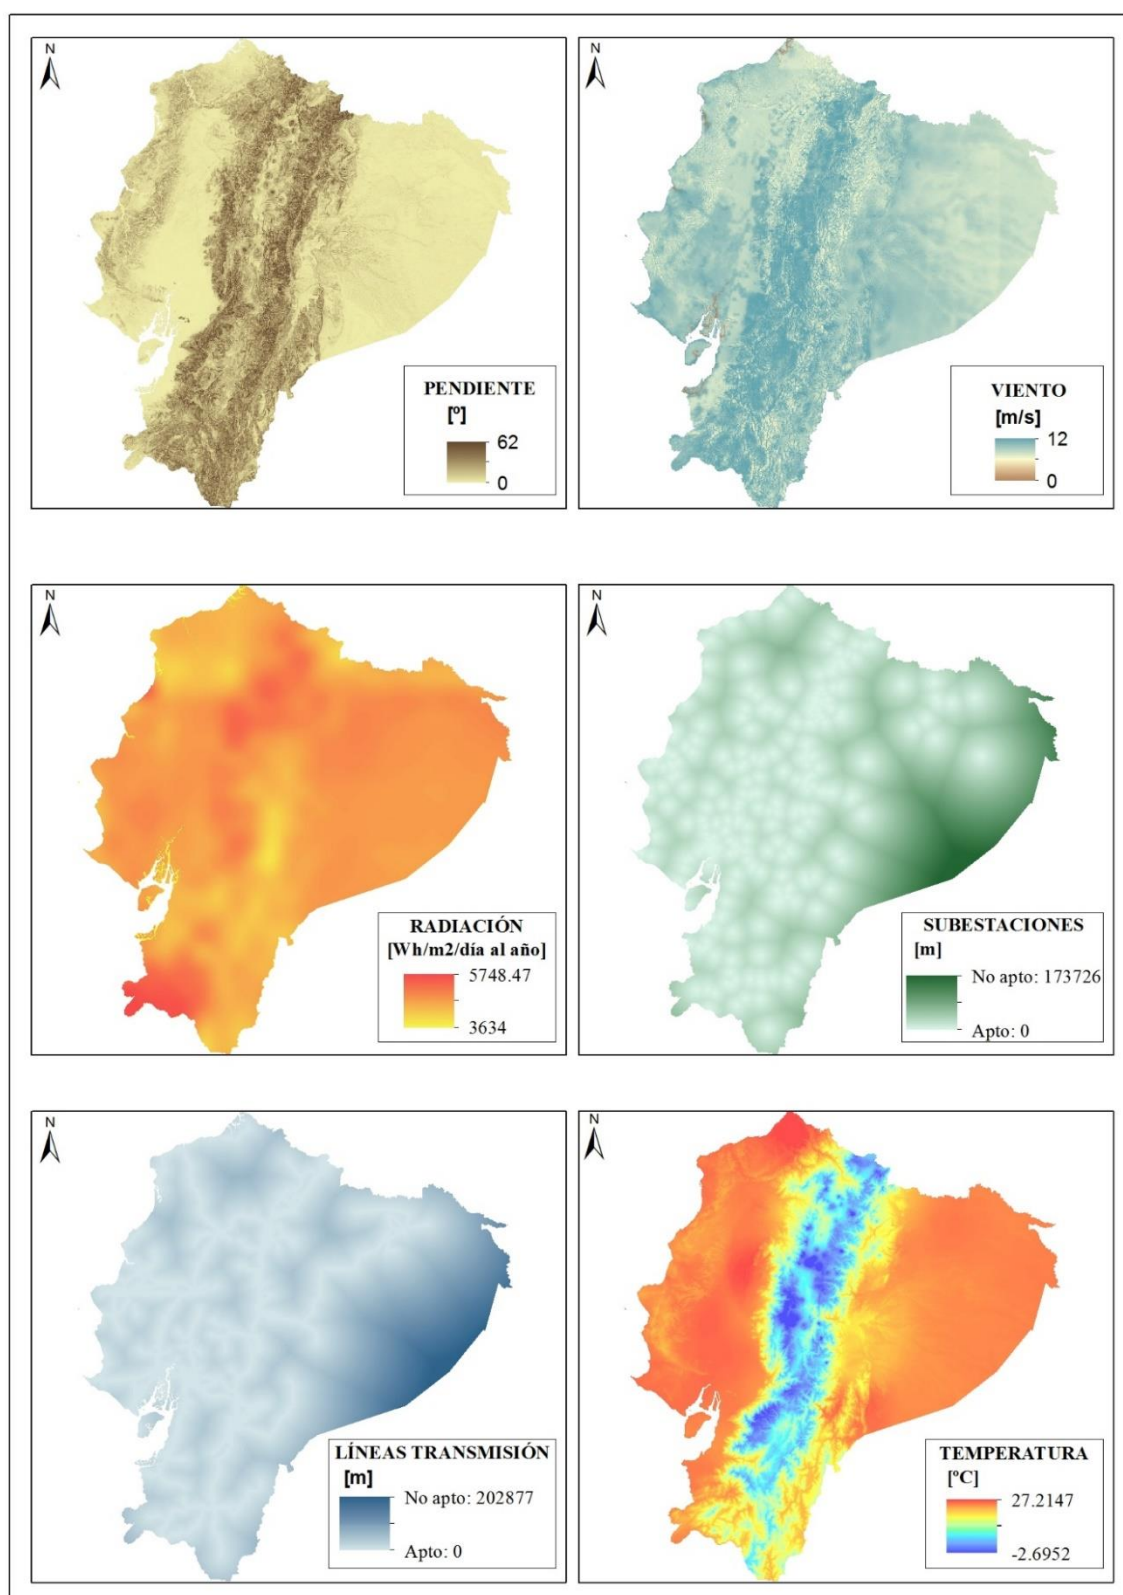 N
PENDIENTE
[º]
62
0
N
VIENTO
[m/s]
12
0
N
RADIACIÓN
[Wh/m2/día al año]
5748.47
3634
N
SUBESTACIONES
[m]
No apto: 173726
Apto: 0
N
LÍNEAS TRANSMISIÓN
[m]
No apto: 202877
Apto: 0
N
TEMPERATURA
[ºC]
27.2147
-2.6952